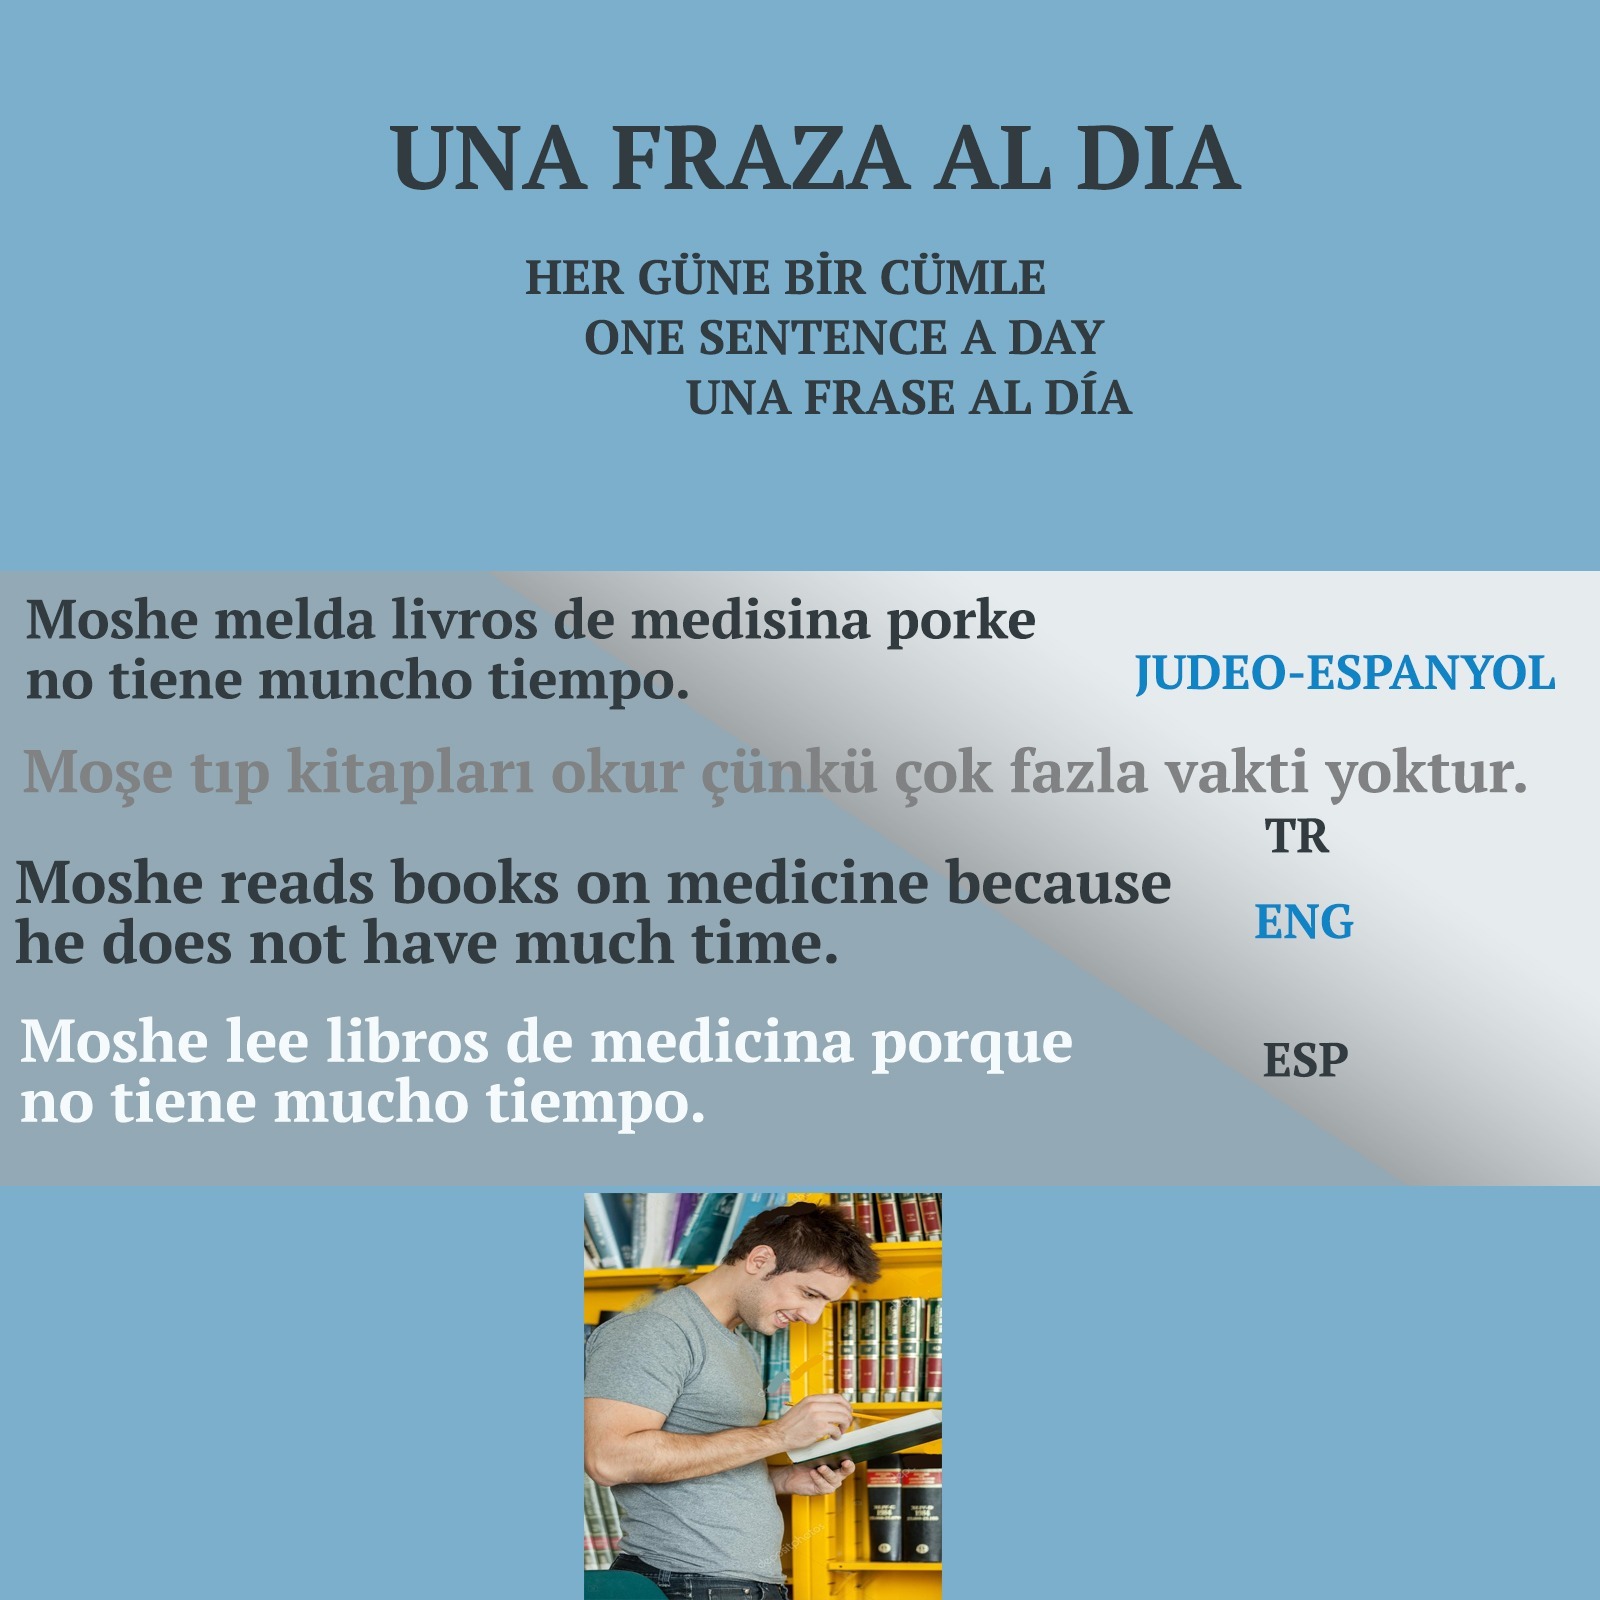 UNA FRAZA AL DIA
HER GÜNE BİR CÜMLE
ONE SENTENCE A DAY
UNA FRASE AL DÍA
Moshe melda livros de medisina porke
no tiene muncho tiempo.
JUDEO-ESPANYOL
Moşe tıp kitapları okur çünkü çok fazla vakti yoktur.
TR
Moshe reads books on medicine because
he does not have much time.
ENG
Moshe lee libros de medicina porque
no tiene mucho tiempo.
ESP
depositphotos